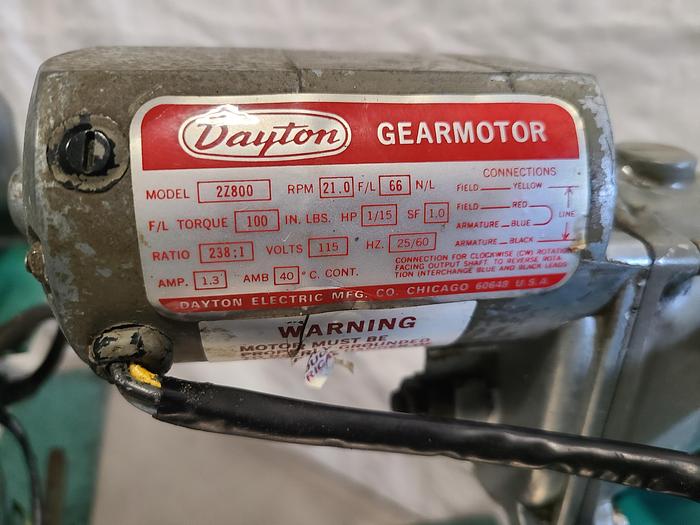 Dayton GEARMOTOR
MODEL 2Z800 RPM 21.0 F/L 66 N/L
F/L TORQUE 100 IN. LBS. HP 1/15 SF 1.0
RATIO 238:1 VOLTS 115 HZ. 25/60
AMP. 1.3 AMB 40 °C. CONT.
CONNECTIONS
FIELD YELLOW
FIELD RED
LINE
ARMATURE BLUE
ARMATURE BLACK
CONNECTION FOR CLOCKWISE (CW) ROTATION
FACING OUTPUT SHAFT. TO REVERSE ROTA-
TION INTERCHANGE BLUE AND BLACK LEADS
DAYTON ELECTRIC MFG. CO. CHICAGO 60648 U.S.A.
WARNING
MOTOR MUST BE
PROPERLY GROUNDED